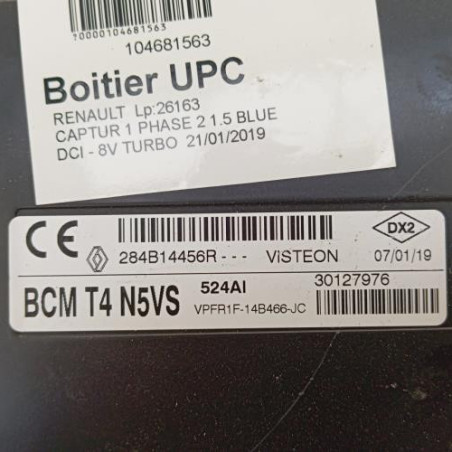 10000104681563
104681563
Boitier UPC
RENAULT Lp:26163
CAPTUR 1 PHASE 2 1.5 BLUE
DCI - 8V TURBO 21/01/2019
CE DX2
284B14456R - - - ViSTEON 07/01/19
BCM T4 N5VS 524AI 30127976
VPFR1F-14B466-JC